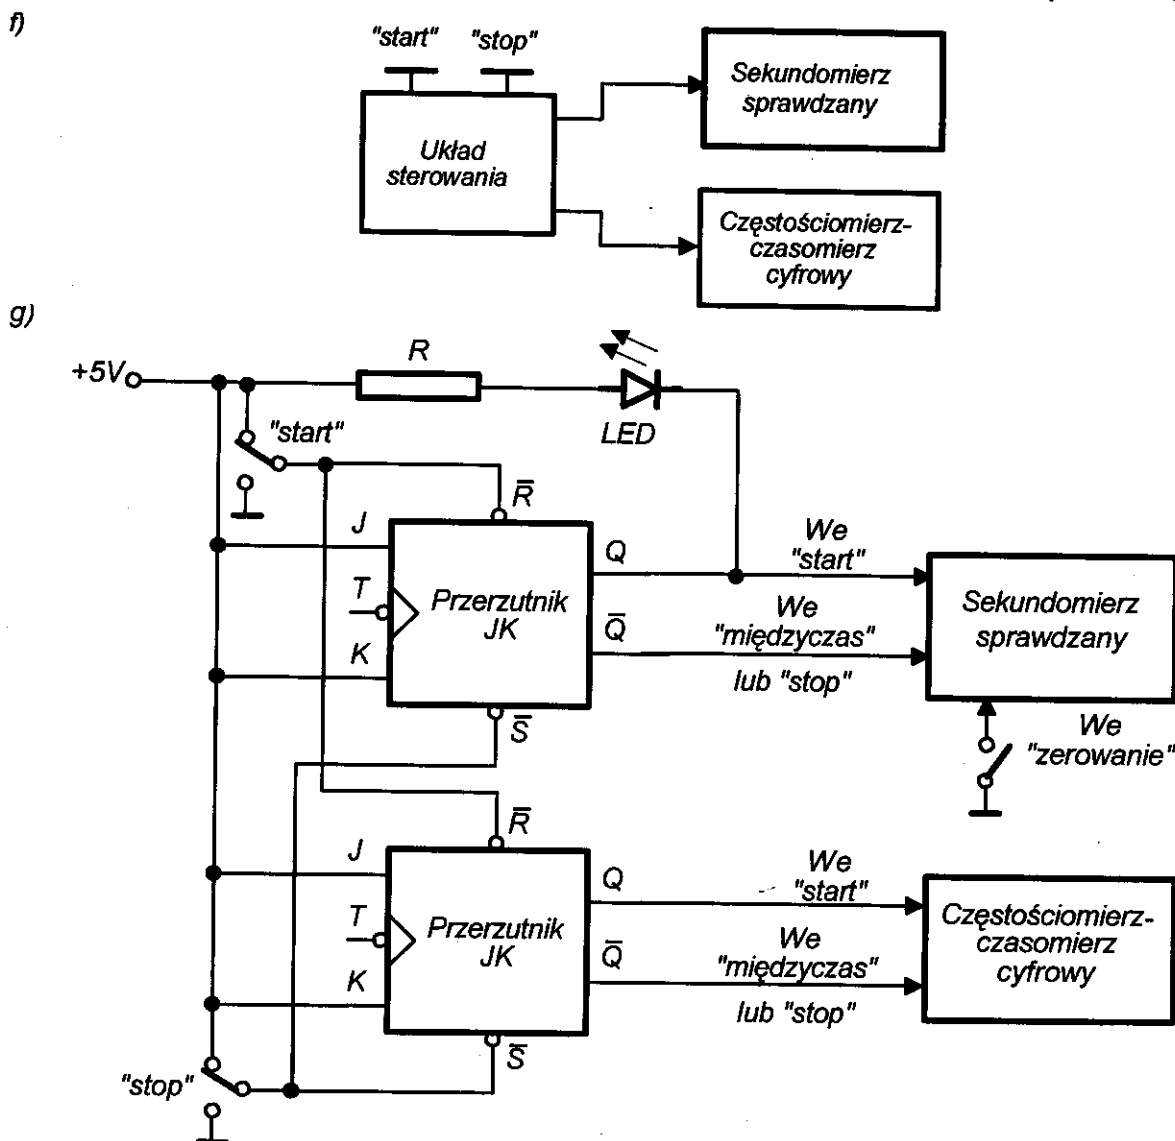 f)
"start" "stop"
Układ
sterowania
Sekundomierz
sprawdzany
Częstościomierz-
czasomierz
cyfrowy
g)
+5V
R
LED
"start"
R̅
J
T
K
Przerzutnik
JK
Q
Q̅
S̅
We
"start"
We
"międzyczas"
lub "stop"
Sekundomierz
sprawdzany
We
"zerowanie"
R̅
J
T
K
Przerzutnik
JK
Q
Q̅
S̅
We
"start"
We
"międzyczas"
lub "stop"
Częstościomierz-
czasomierz
cyfrowy
"stop"